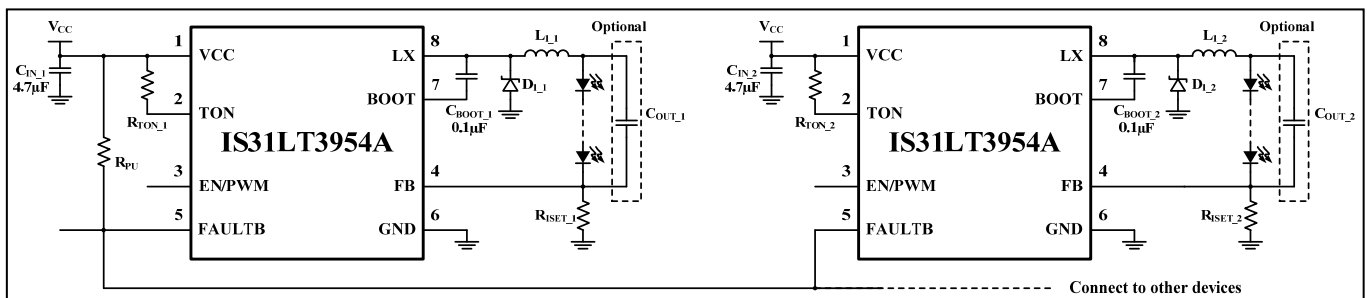 VCC
CIN_1
4.7µF
RTON_1
RPU
1
VCC
2
TON
3
EN/PWM
5
FAULTB
IS31LT3954A
LX
8
BOOT
7
FB
4
GND
6
CBOOT_1
0.1µF
DI_1
LI_1
Optional
COUT_1
RISET_1
VCC
CIN_2
4.7µF
RTON_2
1
VCC
2
TON
3
EN/PWM
5
FAULTB
IS31LT3954A
LX
8
BOOT
7
FB
4
GND
6
CBOOT_2
0.1µF
DI_2
LI_2
Optional
COUT_2
RISET_2
Connect to other devices